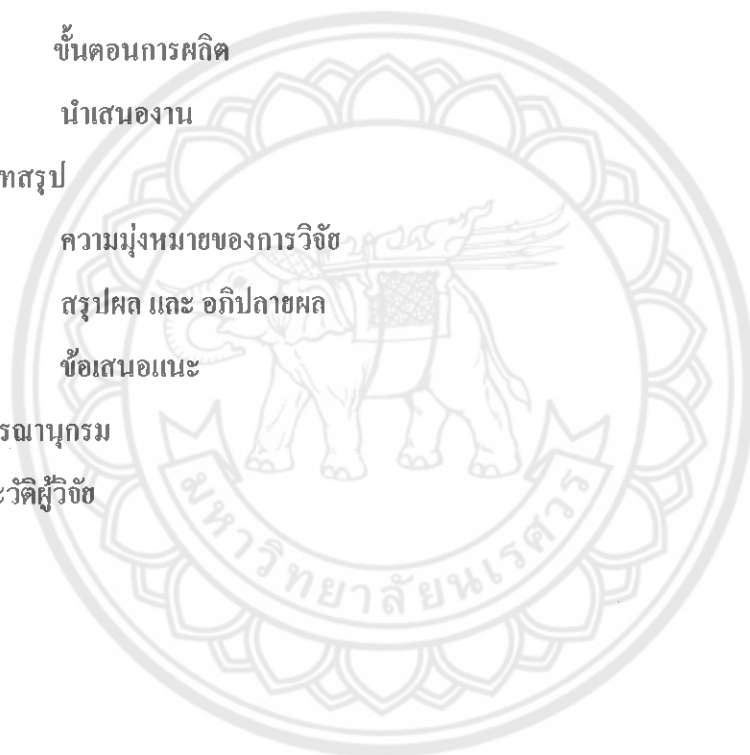 ขั้นตอนการผลิต
นำเสนองาน
ทสรุป
ความมุ่งหมายของการวิจัย
สรุปผล และ อภิปลายผล
ข้อเสนอแนะ
รณานุกรม
ะวัติผู้วิจัย
มหาวิทยาลัยนเรศวร